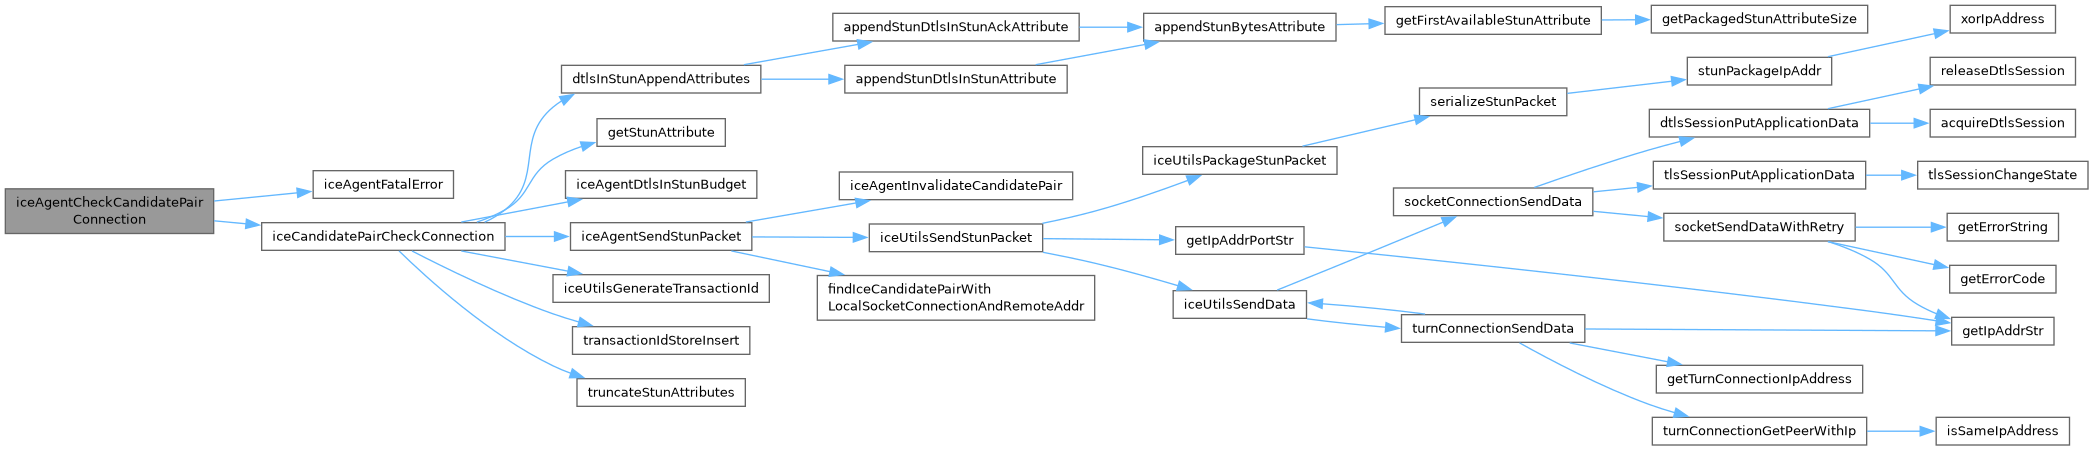 iceAgentCheckCandidatePair
Connection
iceAgentFatalError
iceCandidatePairCheckConnection
dtlsInStunAppendAttributes
getStunAttribute
iceAgentDtlsInStunBudget
iceAgentSendStunPacket
iceUtilsGenerateTransactionId
transactionIdStoreInsert
truncateStunAttributes
appendStunDtlsInStunAckAttribute
appendStunDtlsInStunAttribute
iceAgentInvalidateCandidatePair
iceUtilsSendStunPacket
findIceCandidatePairWith
LocalSocketConnectionAndRemoteAddr
appendStunBytesAttribute
iceUtilsPackageStunPacket
getIpAddrPortStr
iceUtilsSendData
getFirstAvailableStunAttribute
serializeStunPacket
socketConnectionSendData
turnConnectionSendData
getPackagedStunAttributeSize
stunPackageIpAddr
dtlsSessionPutApplicationData
tlsSessionPutApplicationData
socketSendDataWithRetry
getTurnConnectionIpAddress
turnConnectionGetPeerWithIp
xorIpAddress
releaseDtlsSession
acquireDtlsSession
tlsSessionChangeState
getErrorString
getErrorCode
getIpAddrStr
isSameIpAddress